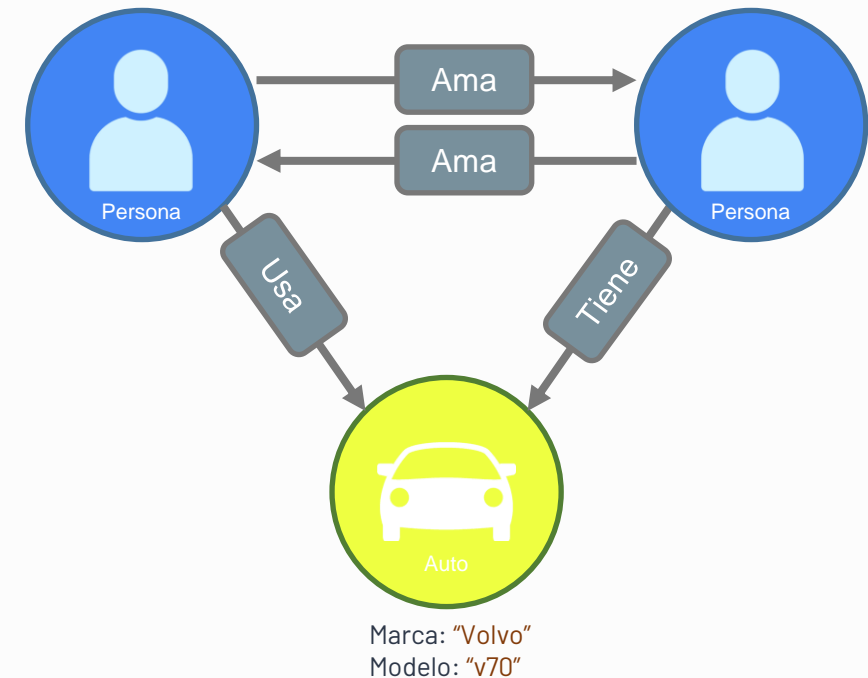 Ama
Ama
Persona
Persona
Usa
Tiene
Auto
Marca: “Volvo”
Modelo: “v70”